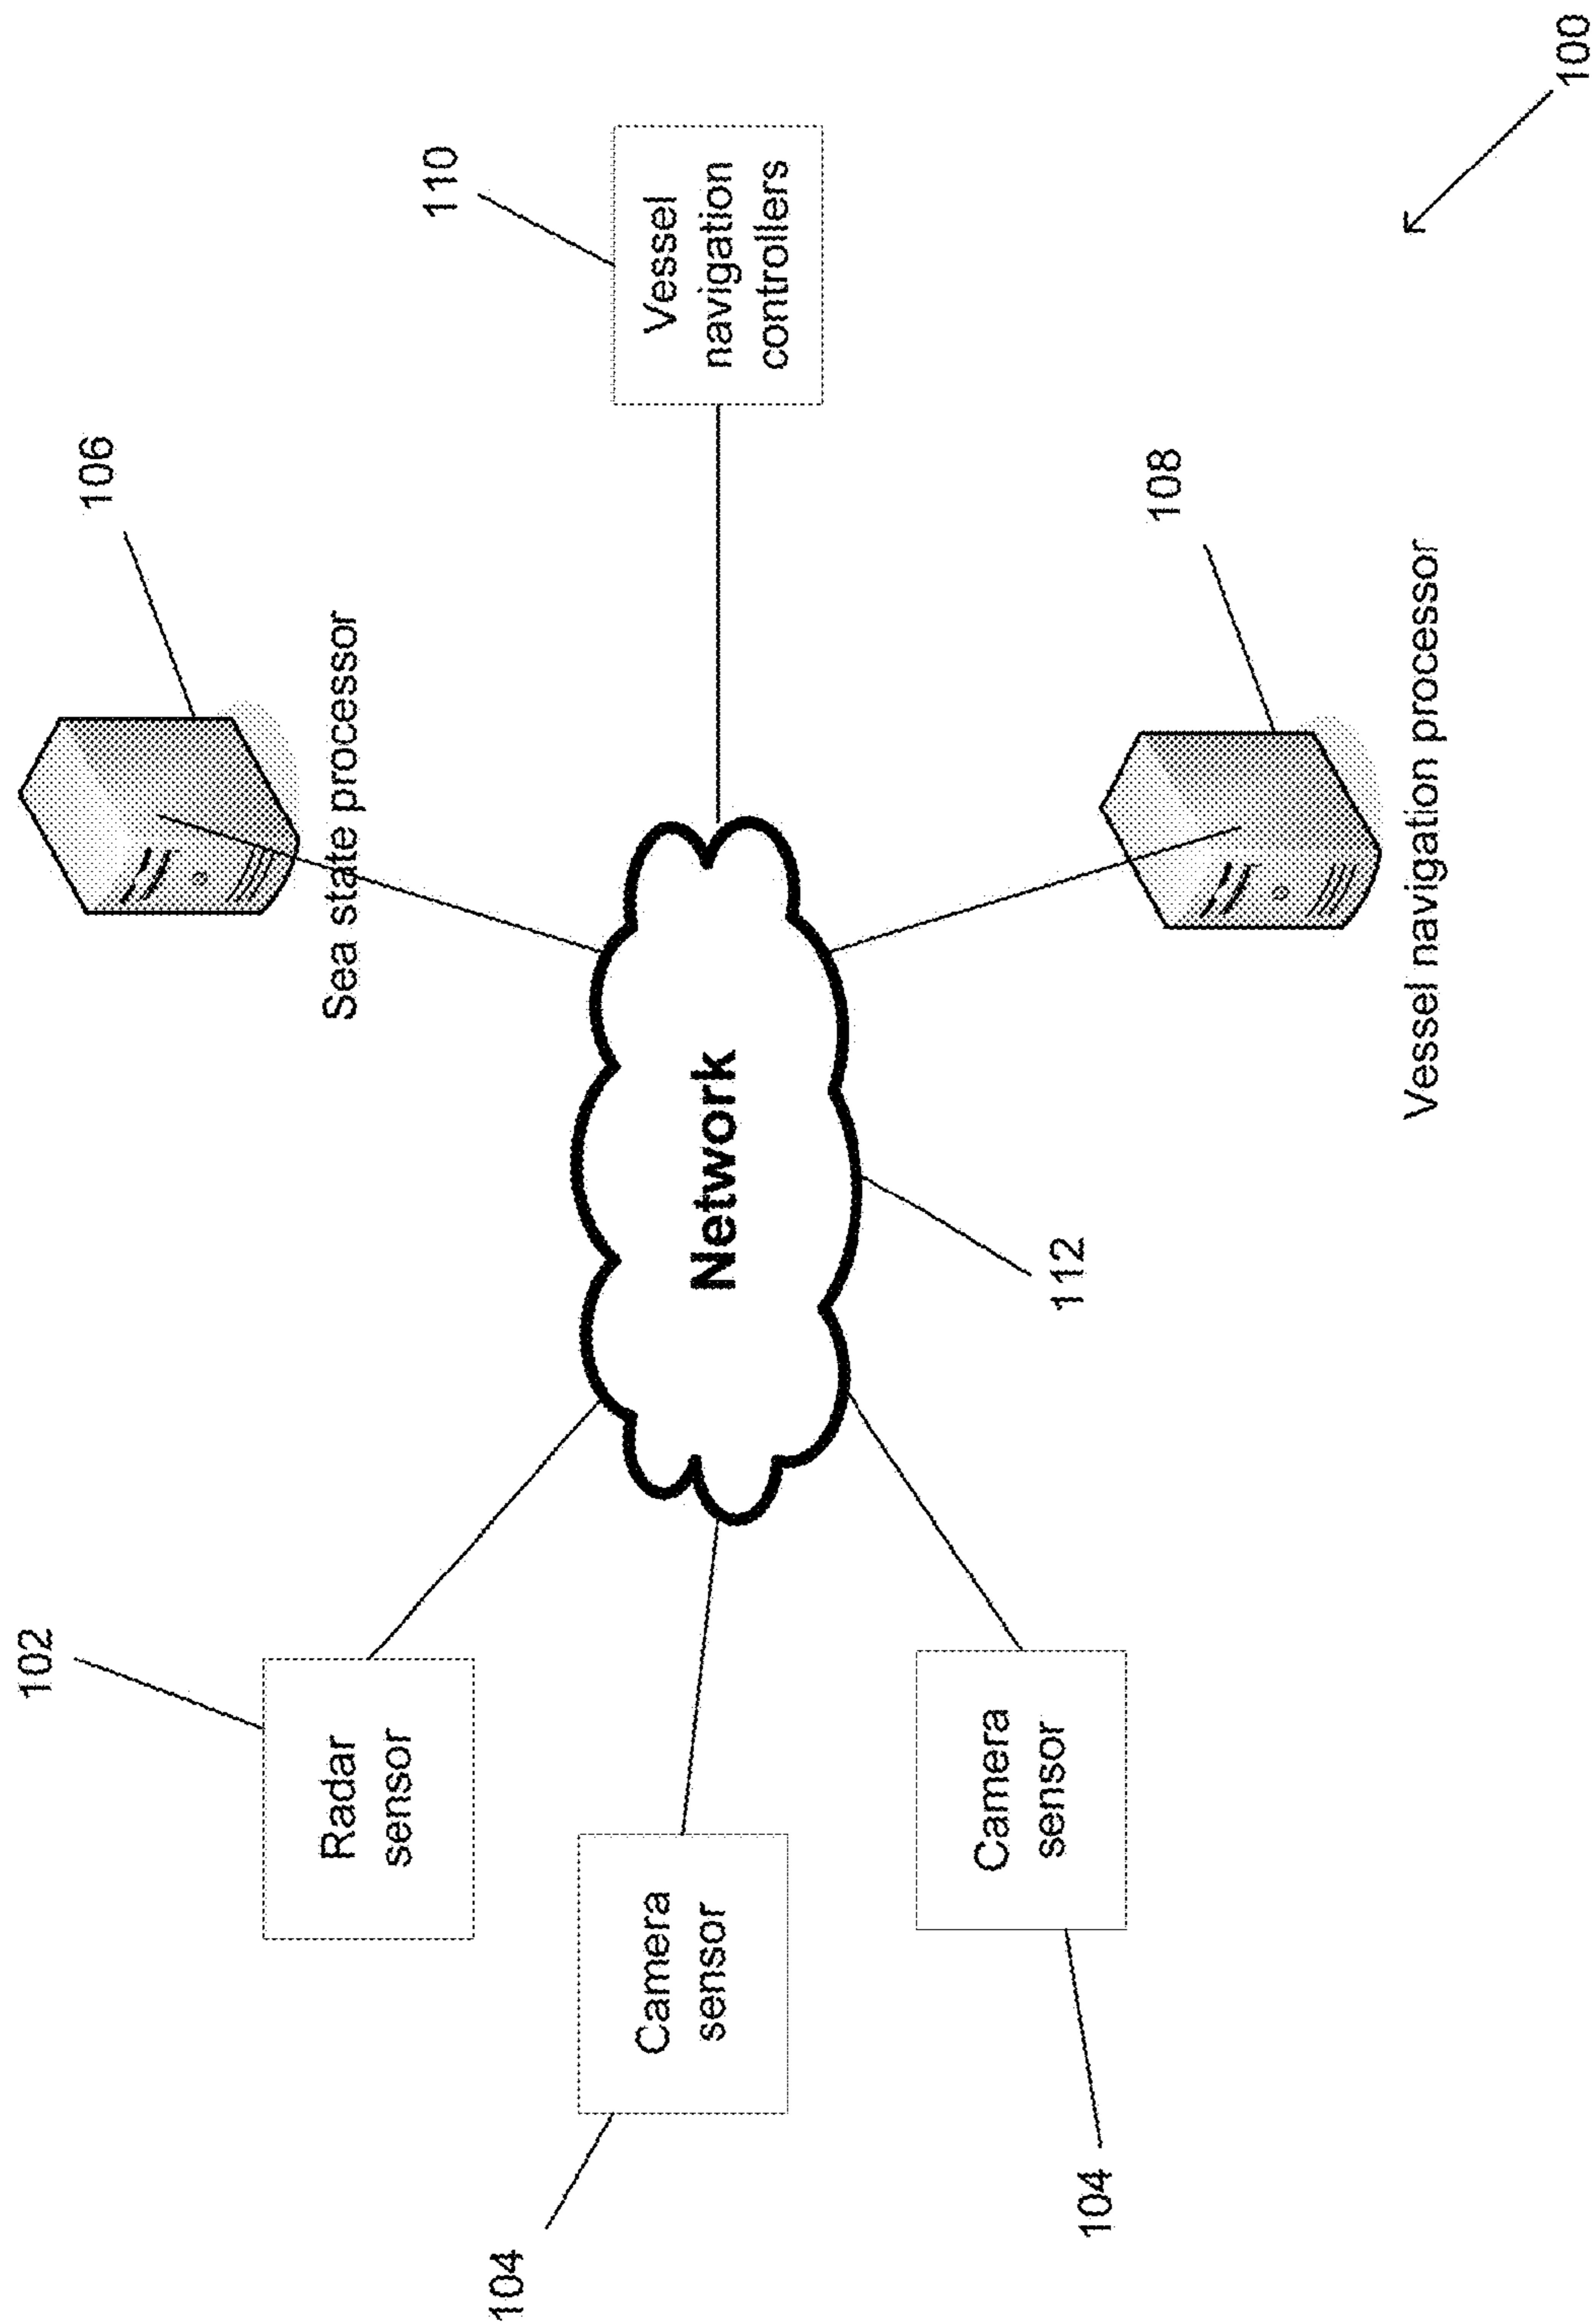 102
Radar
sensor
104
Camera
sensor
104
Camera
sensor
Network
112
106
Sea state processor
110
Vessel
navigation
controllers
108
Vessel navigation processor
100